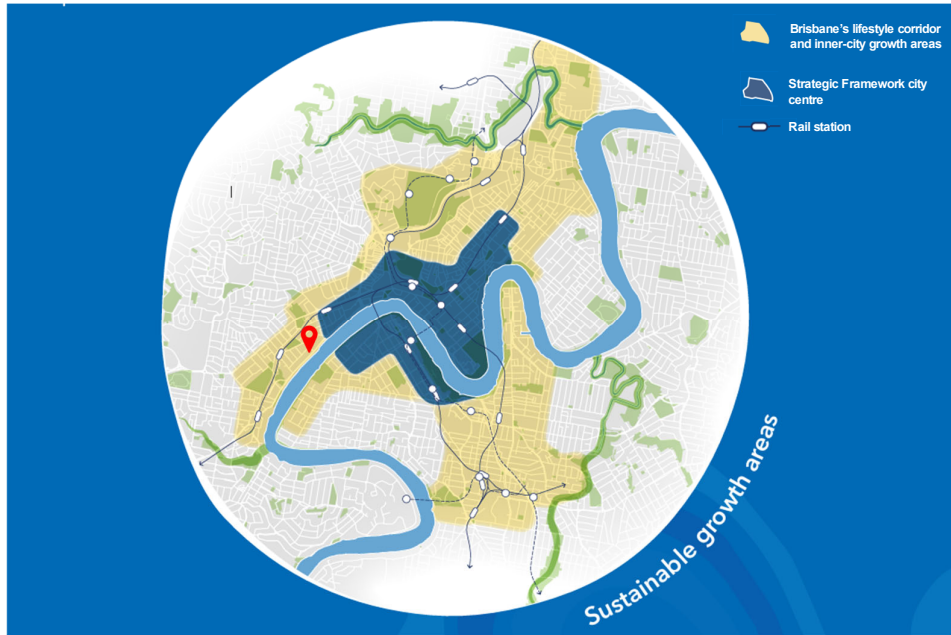 Brisbane's lifestyle corridor
and inner-city growth areas
Strategic Framework city
centre
Rail station
Sustainable growth areas